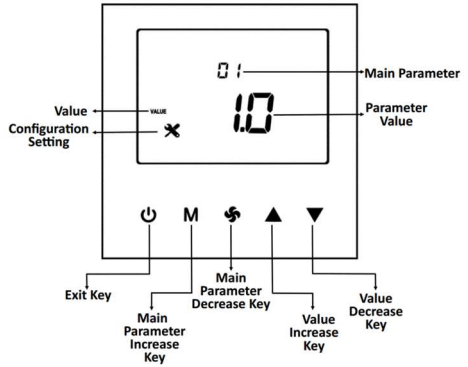 01
Main Parameter
VALUE
1.0
Value
Parameter
Value
Configuration
Setting
M
Exit Key
Main
Parameter
Decrease Key
Main
Parameter
Increase
Key
Value
Increase
Key
Value
Decrease
Key